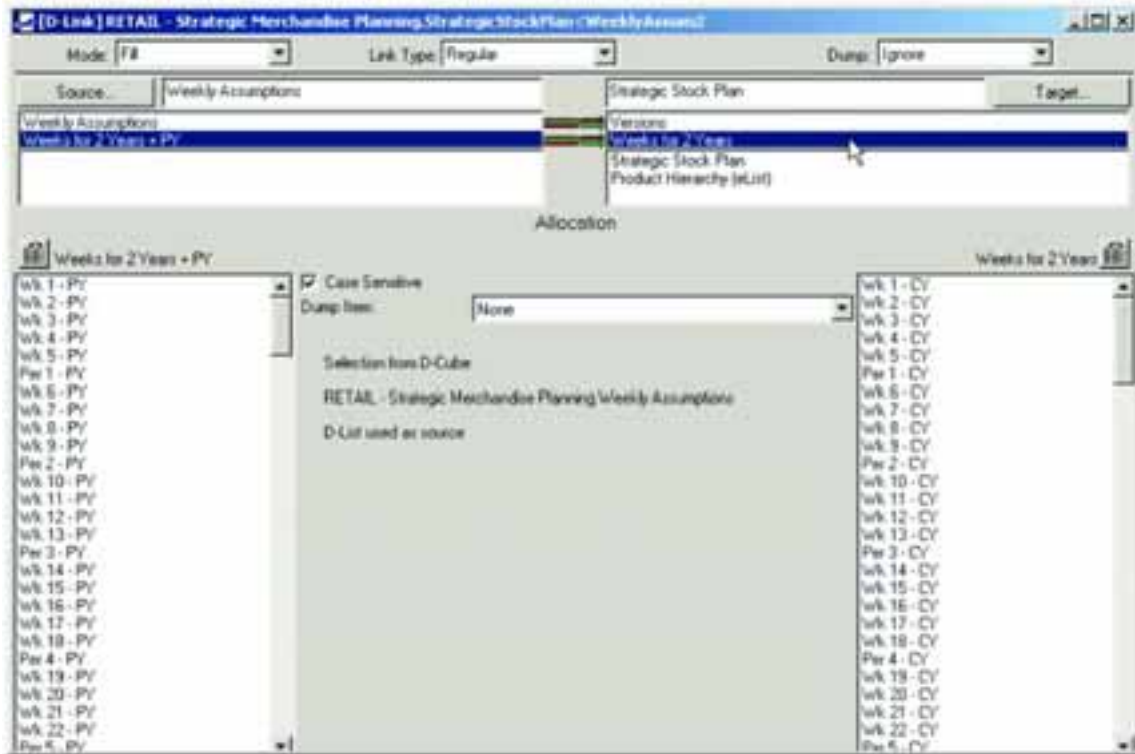 [D-Link] RETAIL - Strategic Merchandise Planning.StrategicStockPlan<WeeklyAssum2
Mode: Fill Link Type: Regular Dump: Ignore
Source... Weekly Assumptions Strategic Stock Plan Target...
Weekly Assumptions Versions
Weeks for 2 Years + PY Weeks for 2 Years
Strategic Stock Plan
Product Hierarchy (eList)
Allocation
Weeks for 2 Years + PY Weeks for 2 Years
Wk 1 - PY Case Sensitive Wk 1 - CY
Wk 2 - PY Dump Item: None Wk 2 - CY
Wk 3 - PY Wk 3 - CY
Wk 4 - PY Wk 4 - CY
Wk 5 - PY Selection from D-Cube Wk 5 - CY
Per 1 - PY Per 1 - CY
Wk 6 - PY RETAIL - Strategic Merchandise Planning.Weekly Assumptions Wk 6 - CY
Wk 7 - PY Wk 7 - CY
Wk 8 - PY D-List used as source Wk 8 - CY
Wk 9 - PY Wk 9 - CY
Per 2 - PY Per 2 - CY
Wk 10 - PY Wk 10 - CY
Wk 11 - PY Wk 11 - CY
Wk 12 - PY Wk 12 - CY
Wk 13 - PY Wk 13 - CY
Per 3 - PY Per 3 - CY
Wk 14 - PY Wk 14 - CY
Wk 15 - PY Wk 15 - CY
Wk 16 - PY Wk 16 - CY
Wk 17 - PY Wk 17 - CY
Wk 18 - PY Wk 18 - CY
Per 4 - PY Per 4 - CY
Wk 19 - PY Wk 19 - CY
Wk 20 - PY Wk 20 - CY
Wk 21 - PY Wk 21 - CY
Wk 22 - PY Wk 22 - CY
Per 5 - PY Per 5 - CY